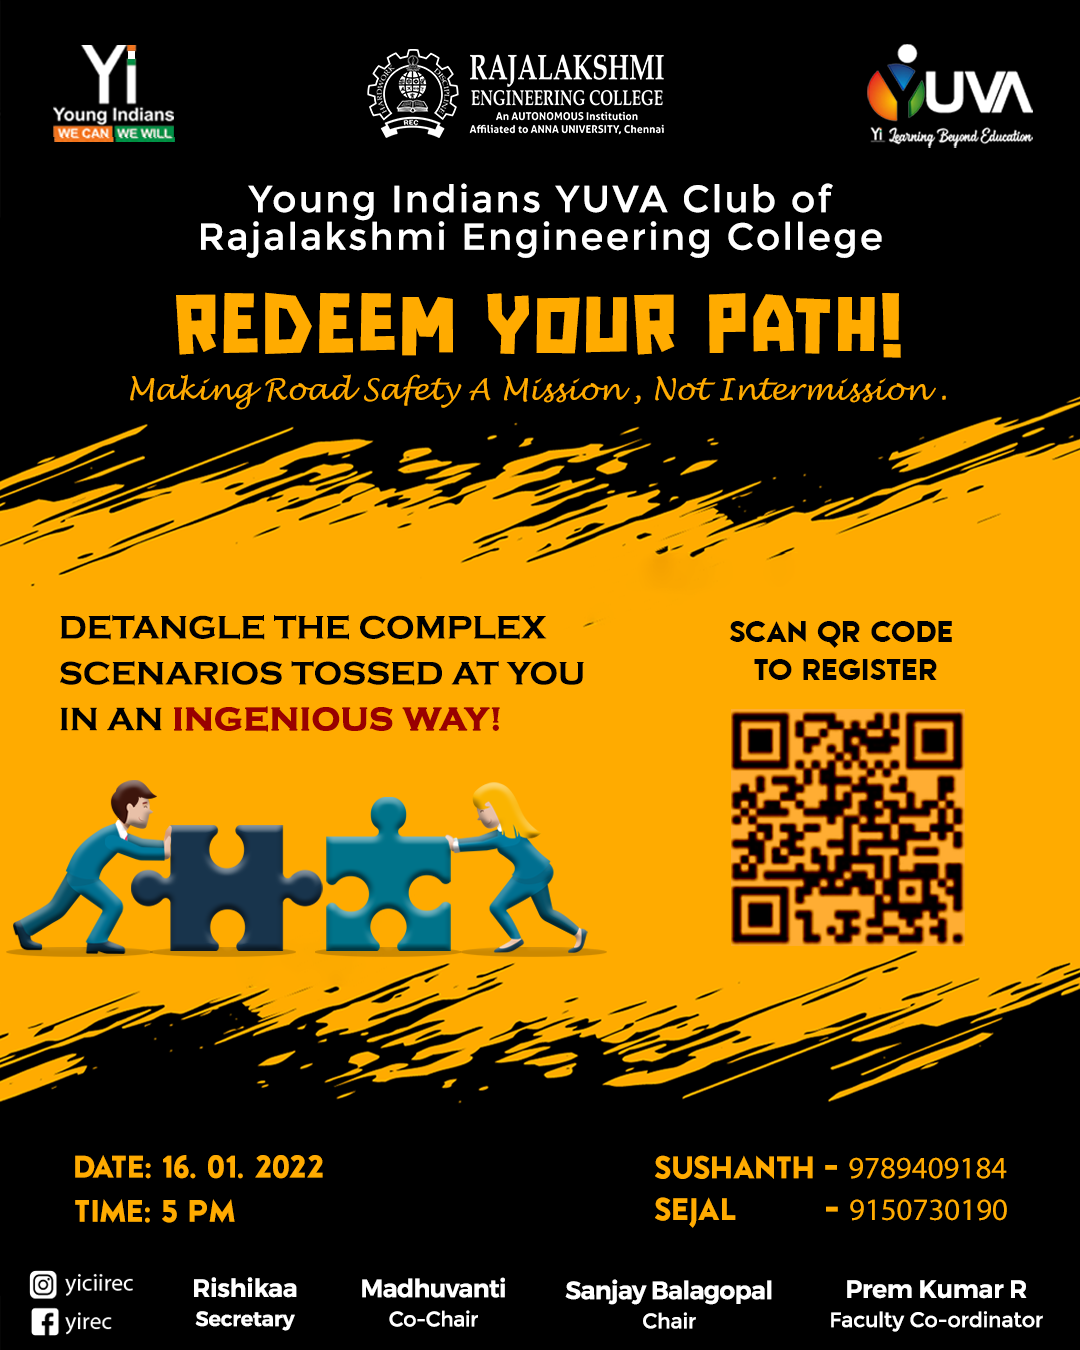 Yi
Young Indians
WE CAN WE WILL
HARDWORK DISCIPLINE
REC
RAJALAKSHMI
ENGINEERING COLLEGE
An AUTONOMOUS Institution
Affiliated to ANNA UNIVERSITY, Chennai
YUVA
Yi Learning Beyond Education
Young Indians YUVA Club of
Rajalakshmi Engineering College
REDEEM YOUR PATH!
Making Road Safety A Mission , Not Intermission .
DETANGLE THE COMPLEX
SCENARIOS TOSSED AT YOU
IN AN INGENIOUS WAY!
SCAN QR CODE
TO REGISTER
DATE: 16. 01. 2022
TIME: 5 PM
SUSHANTH - 9789409184
SEJAL - 9150730190
yiciirec
yirec
Rishikaa
Secretary
Madhuvanti
Co-Chair
Sanjay Balagopal
Chair
Prem Kumar R
Faculty Co-ordinator